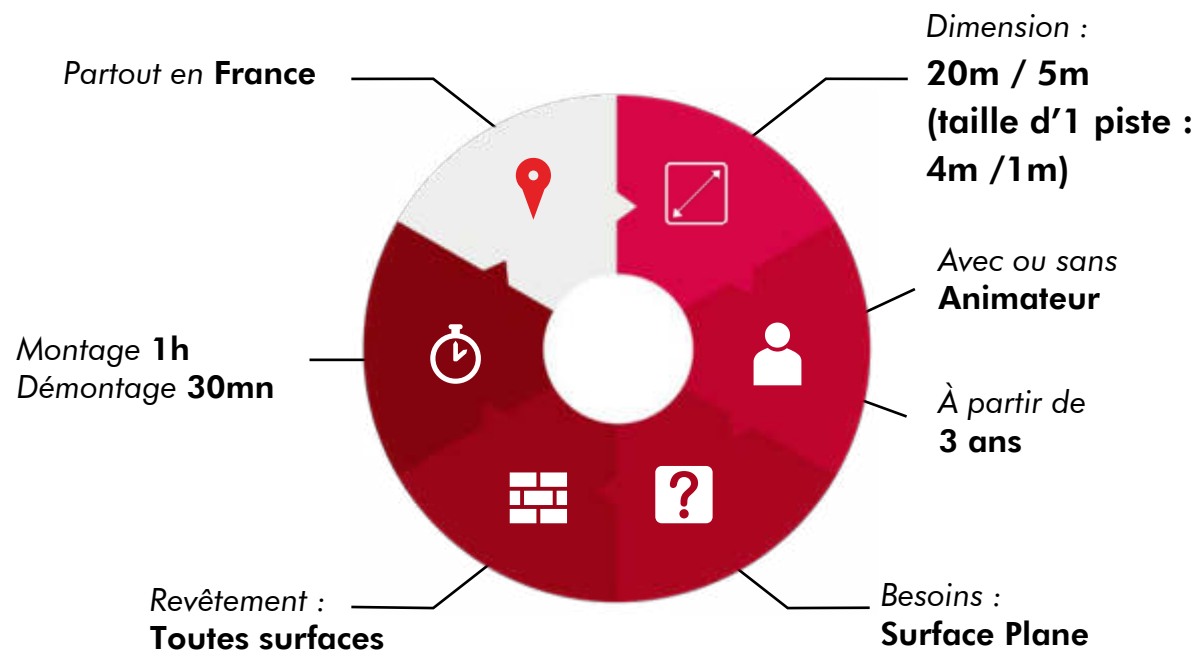 Partout en France
Dimension :
20m / 5m
(taille d’1 piste :
4m /1m)
Avec ou sans
Animateur
À partir de
3 ans
Besoins :
Surface Plane
Revêtement :
Toutes surfaces
Montage 1h
Démontage 30mn
?